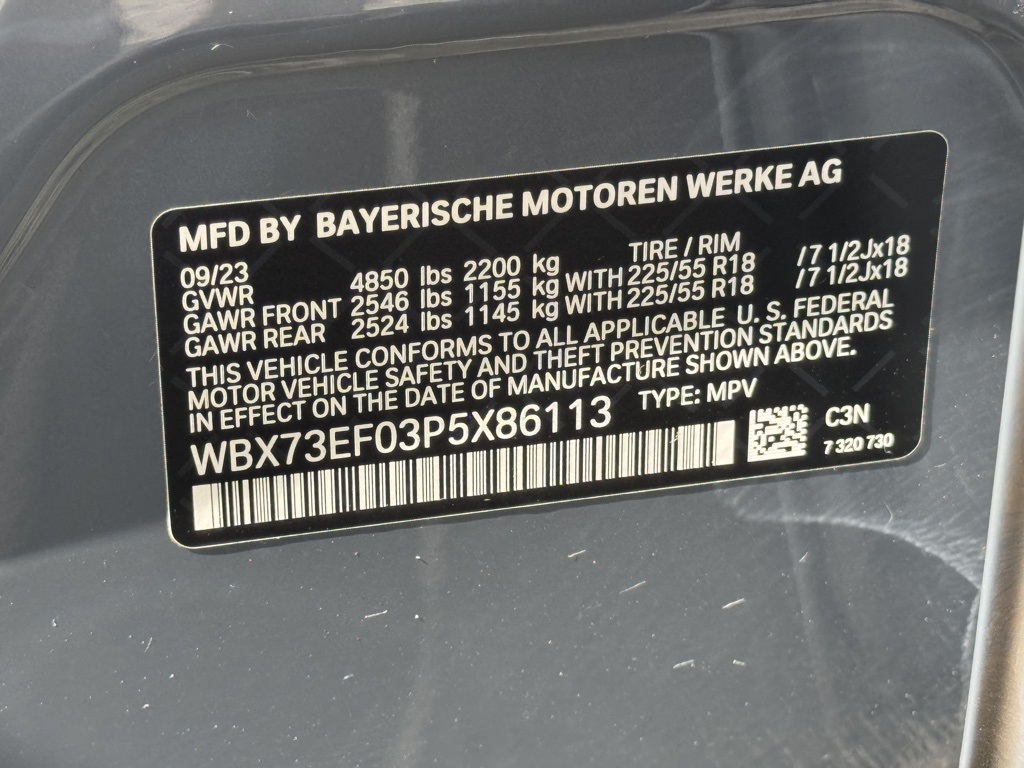 MFD BY BAYERISCHE MOTOREN WERKE AG
09/23 TIRE / RIM
GVWR 4850 lbs 2200 kg
GAWR FRONT 2546 lbs 1155 kg WITH 225/55 R18 /7 1/2Jx18
GAWR REAR 2524 lbs 1145 kg WITH 225/55 R18 /7 1/2Jx18
THIS VEHICLE CONFORMS TO ALL APPLICABLE U. S. FEDERAL
MOTOR VEHICLE SAFETY AND THEFT PREVENTION STANDARDS
IN EFFECT ON THE DATE OF MANUFACTURE SHOWN ABOVE.
WBX73EF03P5X86113 TYPE: MPV
C3N
7 320 730